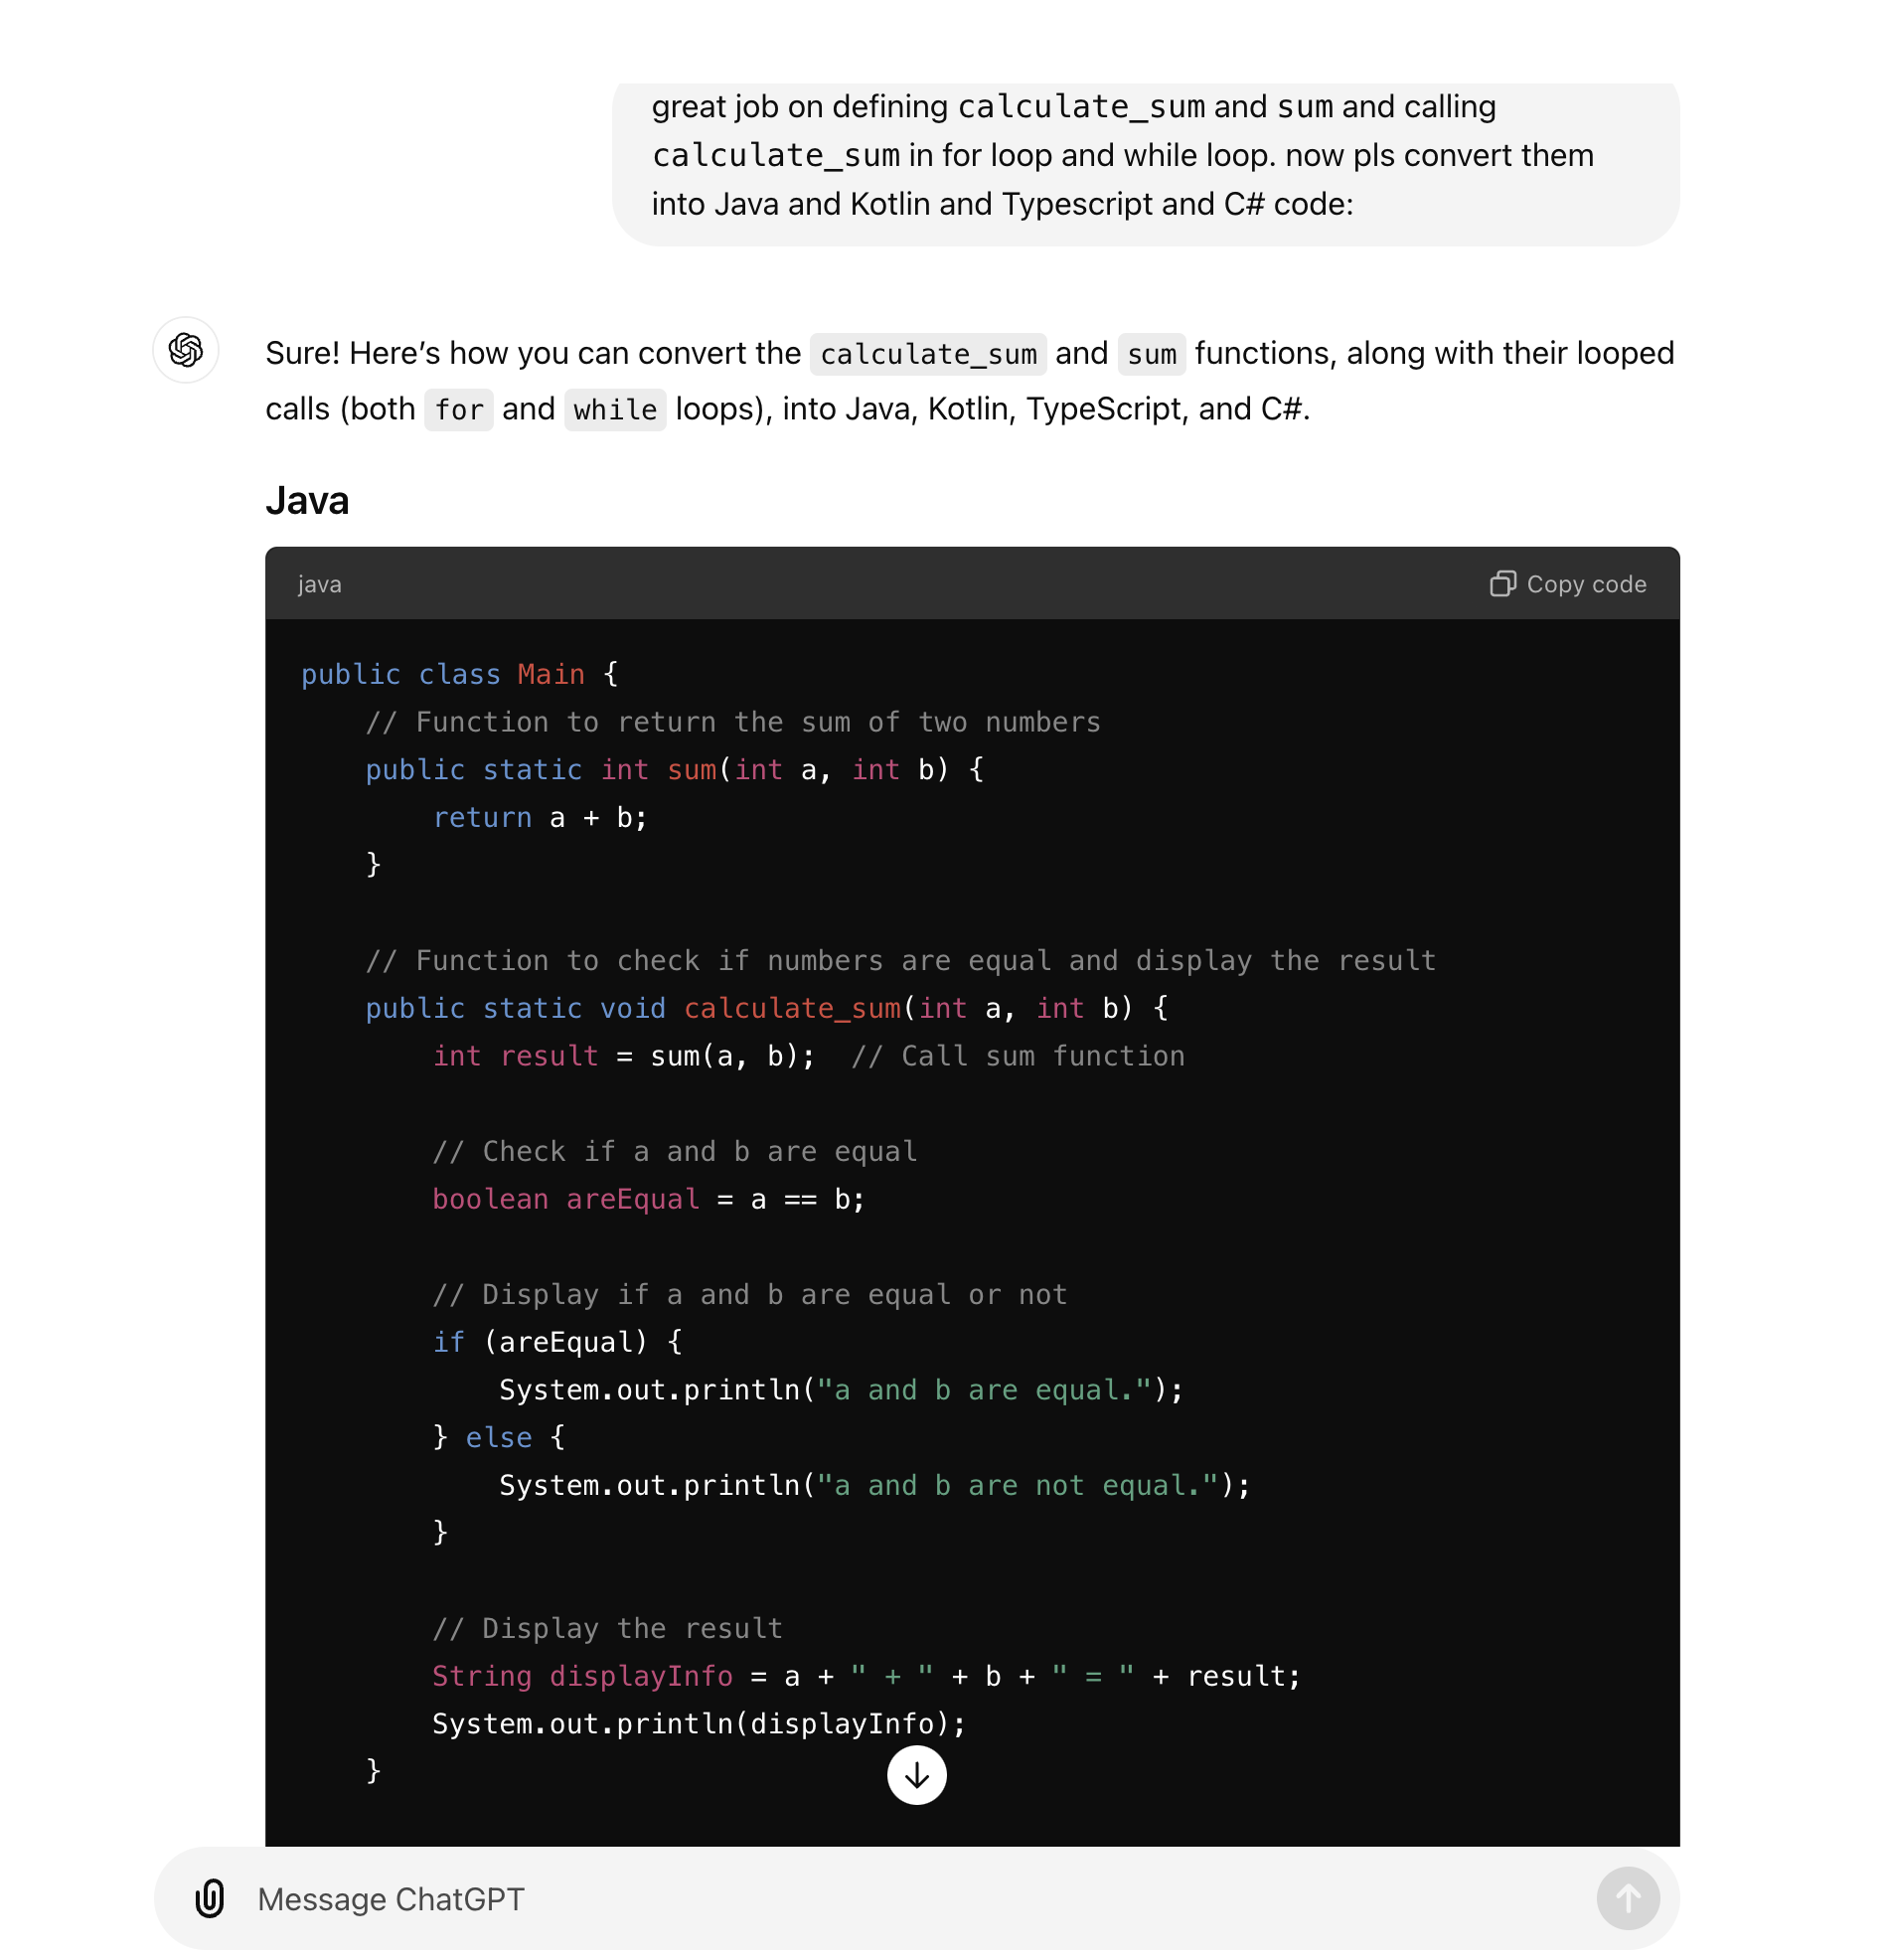 great job on defining calculate_sum and sum and calling
calculate_sum in for loop and while loop. now pls convert them
into Java and Kotlin and Typescript and C# code:
Sure! Here’s how you can convert the calculate_sum and sum functions, along with their looped
calls (both for and while loops), into Java, Kotlin, TypeScript, and C#.
Java
java Copy code
public class Main {
    // Function to return the sum of two numbers
    public static int sum(int a, int b) {
        return a + b;
    }
    // Function to check if numbers are equal and display the result
    public static void calculate_sum(int a, int b) {
        int result = sum(a, b);  // Call sum function
        // Check if a and b are equal
        boolean areEqual = a == b;
        // Display if a and b are equal or not
        if (areEqual) {
            System.out.println("a and b are equal.");
        } else {
            System.out.println("a and b are not equal.");
        }
        // Display the result
        String displayInfo = a + " + " + b + " = " + result;
        System.out.println(displayInfo);
    }
Message ChatGPT